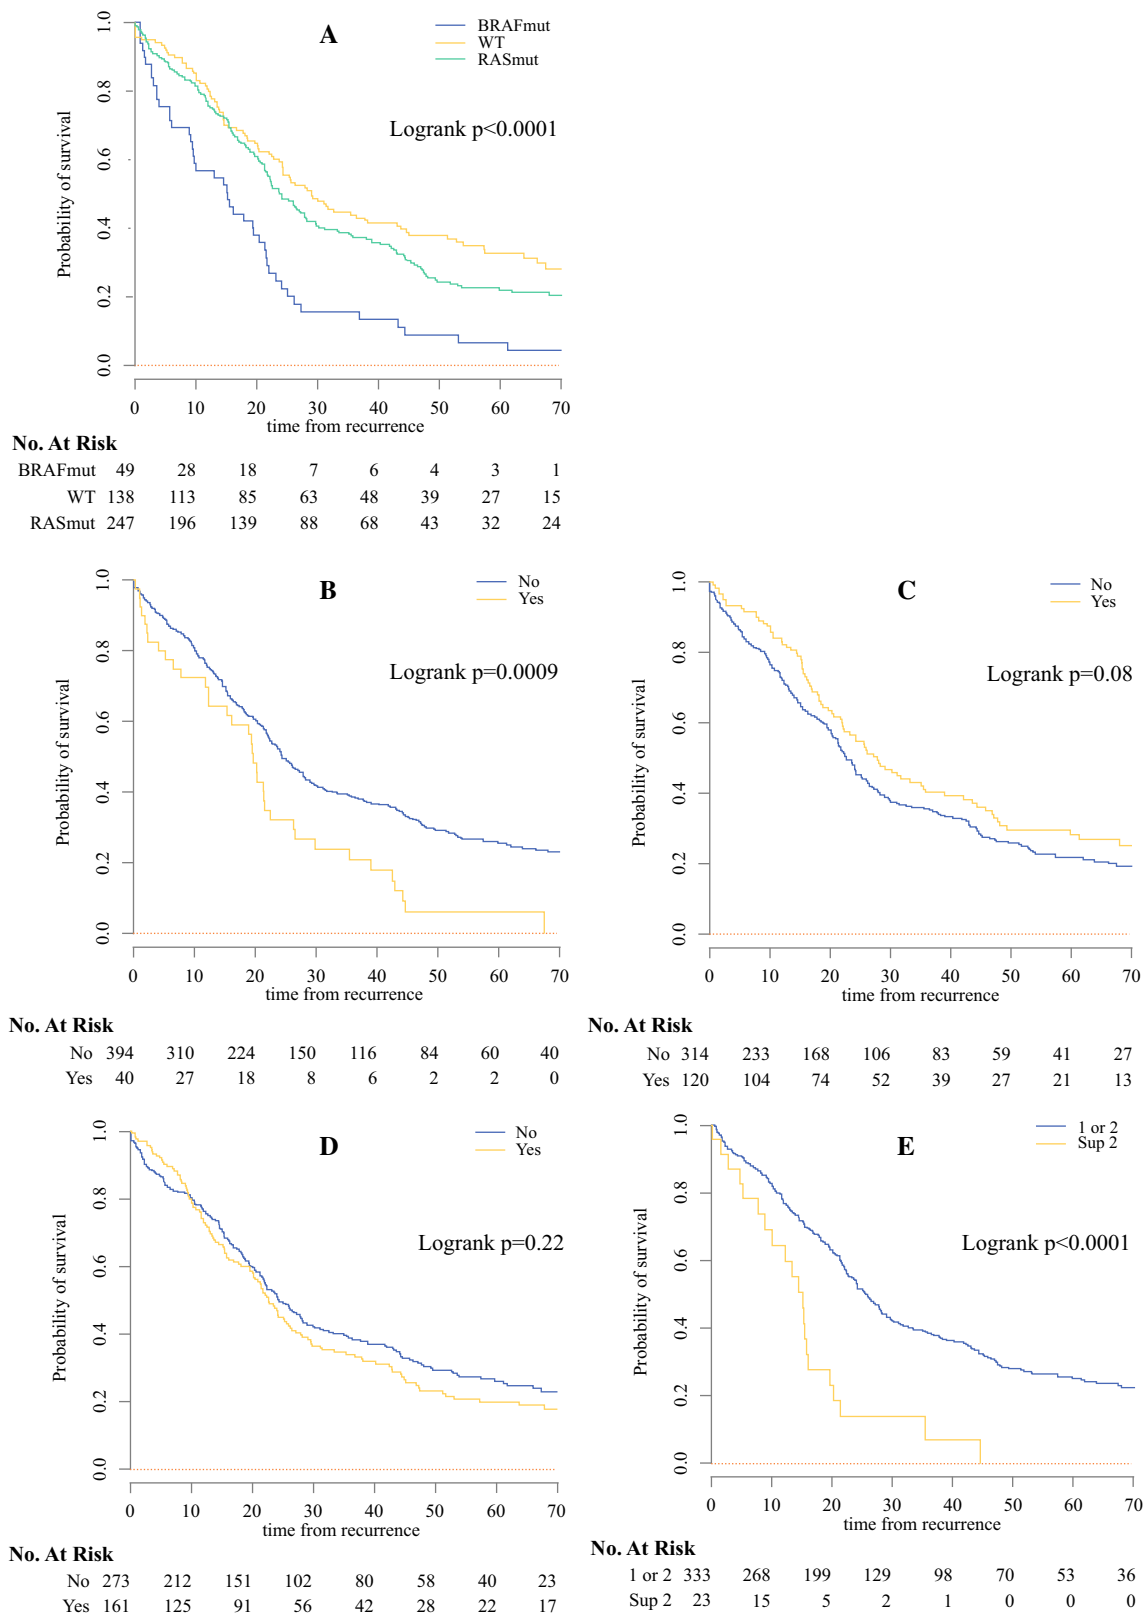 A
BRAFmut
WT
RASmut
Logrank p<0.0001
Probability of survival
1.0
0.8
0.6
0.4
0.2
0.0
0 10 20 30 40 50 60 70
time from recurrence
No. At Risk
BRAFmut 49 28 18 7 6 4 3 1
WT 138 113 85 63 48 39 27 15
RASmut 247 196 139 88 68 43 32 24
B
No
Yes
Logrank p=0.0009
Probability of survival
1.0
0.8
0.6
0.4
0.2
0.0
0 10 20 30 40 50 60 70
time from recurrence
No. At Risk
No 394 310 224 150 116 84 60 40
Yes 40 27 18 8 6 2 2 0
C
No
Yes
Logrank p=0.08
Probability of survival
1.0
0.8
0.6
0.4
0.2
0.0
0 10 20 30 40 50 60 70
time from recurrence
No. At Risk
No 314 233 168 106 83 59 41 27
Yes 120 104 74 52 39 27 21 13
D
No
Yes
Logrank p=0.22
Probability of survival
1.0
0.8
0.6
0.4
0.2
0.0
0 10 20 30 40 50 60 70
time from recurrence
No. At Risk
No 273 212 151 102 80 58 40 23
Yes 161 125 91 56 42 28 22 17
E
1 or 2
Sup 2
Logrank p<0.0001
Probability of survival
1.0
0.8
0.6
0.4
0.2
0.0
0 10 20 30 40 50 60 70
time from recurrence
No. At Risk
1 or 2 333 268 199 129 98 70 53 36
Sup 2 23 15 5 2 1 0 0 0